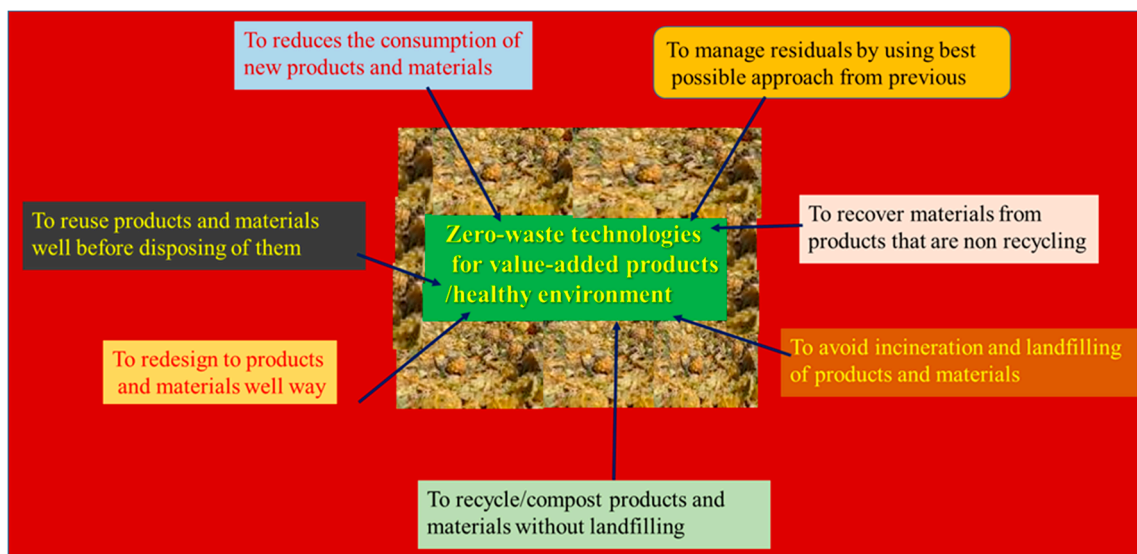 To reduces the consumption of
new products and materials
To manage residuals by using best
possible approach from previous
To reuse products and materials
well before disposing of them
Zero-waste technologies
for value-added products
/healthy environment
To recover materials from
products that are non recycling
To redesign to products
and materials well way
To avoid incineration and landfilling
of products and materials
To recycle/compost products and
materials without landfilling